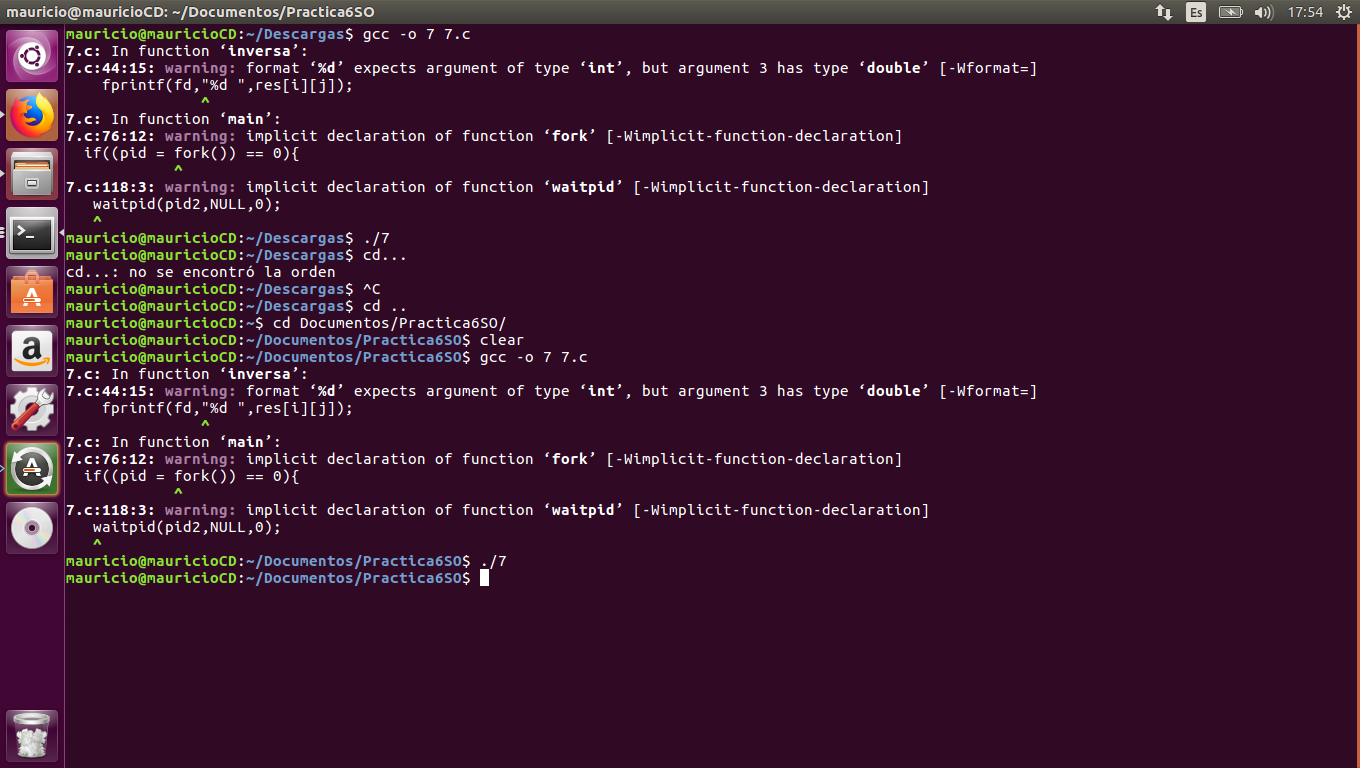 mauricio@mauricioCD: ~/Documentos/Practica6SO
Es
17:54
mauricio@mauricioCD:~/Descargas$ gcc -o 7 7.c
7.c: In function ‘inversa’:
7.c:44:15: warning: format ‘%d’ expects argument of type ‘int’, but argument 3 has type ‘double’ [-Wformat=]
    fprintf(fd,"%d ",res[i][j]);
               ^
7.c: In function ‘main’:
7.c:76:12: warning: implicit declaration of function ‘fork’ [-Wimplicit-function-declaration]
  if((pid = fork()) == 0){
            ^
7.c:118:3: warning: implicit declaration of function ‘waitpid’ [-Wimplicit-function-declaration]
   waitpid(pid2,NULL,0);
   ^
mauricio@mauricioCD:~/Descargas$ ./7
mauricio@mauricioCD:~/Descargas$ cd...
cd...: no se encontró la orden
mauricio@mauricioCD:~/Descargas$ ^C
mauricio@mauricioCD:~/Descargas$ cd ..
mauricio@mauricioCD:~$ cd Documentos/Practica6SO/
mauricio@mauricioCD:~/Documentos/Practica6SO$ clear
mauricio@mauricioCD:~/Documentos/Practica6SO$ gcc -o 7 7.c
7.c: In function ‘inversa’:
7.c:44:15: warning: format ‘%d’ expects argument of type ‘int’, but argument 3 has type ‘double’ [-Wformat=]
    fprintf(fd,"%d ",res[i][j]);
               ^
7.c: In function ‘main’:
7.c:76:12: warning: implicit declaration of function ‘fork’ [-Wimplicit-function-declaration]
  if((pid = fork()) == 0){
            ^
7.c:118:3: warning: implicit declaration of function ‘waitpid’ [-Wimplicit-function-declaration]
   waitpid(pid2,NULL,0);
   ^
mauricio@mauricioCD:~/Documentos/Practica6SO$ ./7
mauricio@mauricioCD:~/Documentos/Practica6SO$